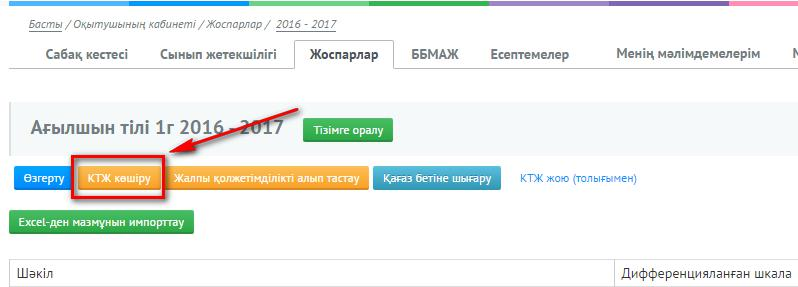 Басты / Оқытушының кабинеті / Жоспарлар / 2016 - 2017
Сабақ кестесі Сынып жетекшілігі Жоспарлар ББМАЖ Есептемелер Менің мәлімдемелерім
Ағылшын тілі 1г 2016 - 2017 Тізімге оралу
Өзгерту КТЖ көшіру Жалпы қолжетімділікті алып тастау Қағаз бетіне шығару КТЖ жою (толығымен)
Excel-ден мазмұнын импорттау
Шәкіл Дифференцияланған шкала